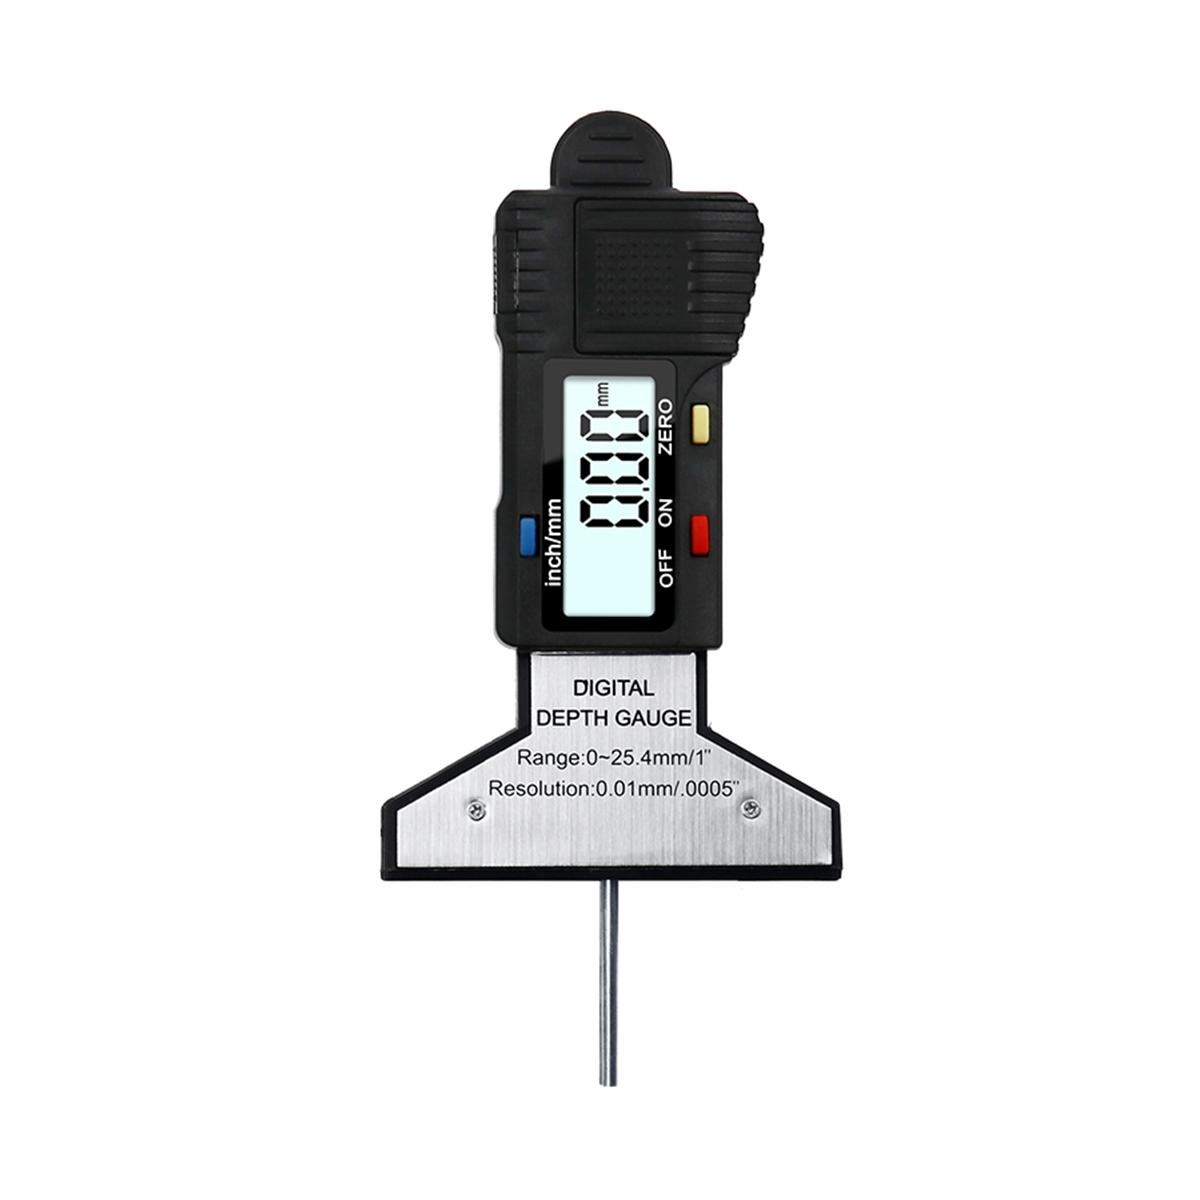 mm
0.00
ZERO
inch/mm
OFF ON
DIGITAL
DEPTH GAUGE
Range:0~25.4mm/1"
Resolution:0.01mm/.0005"